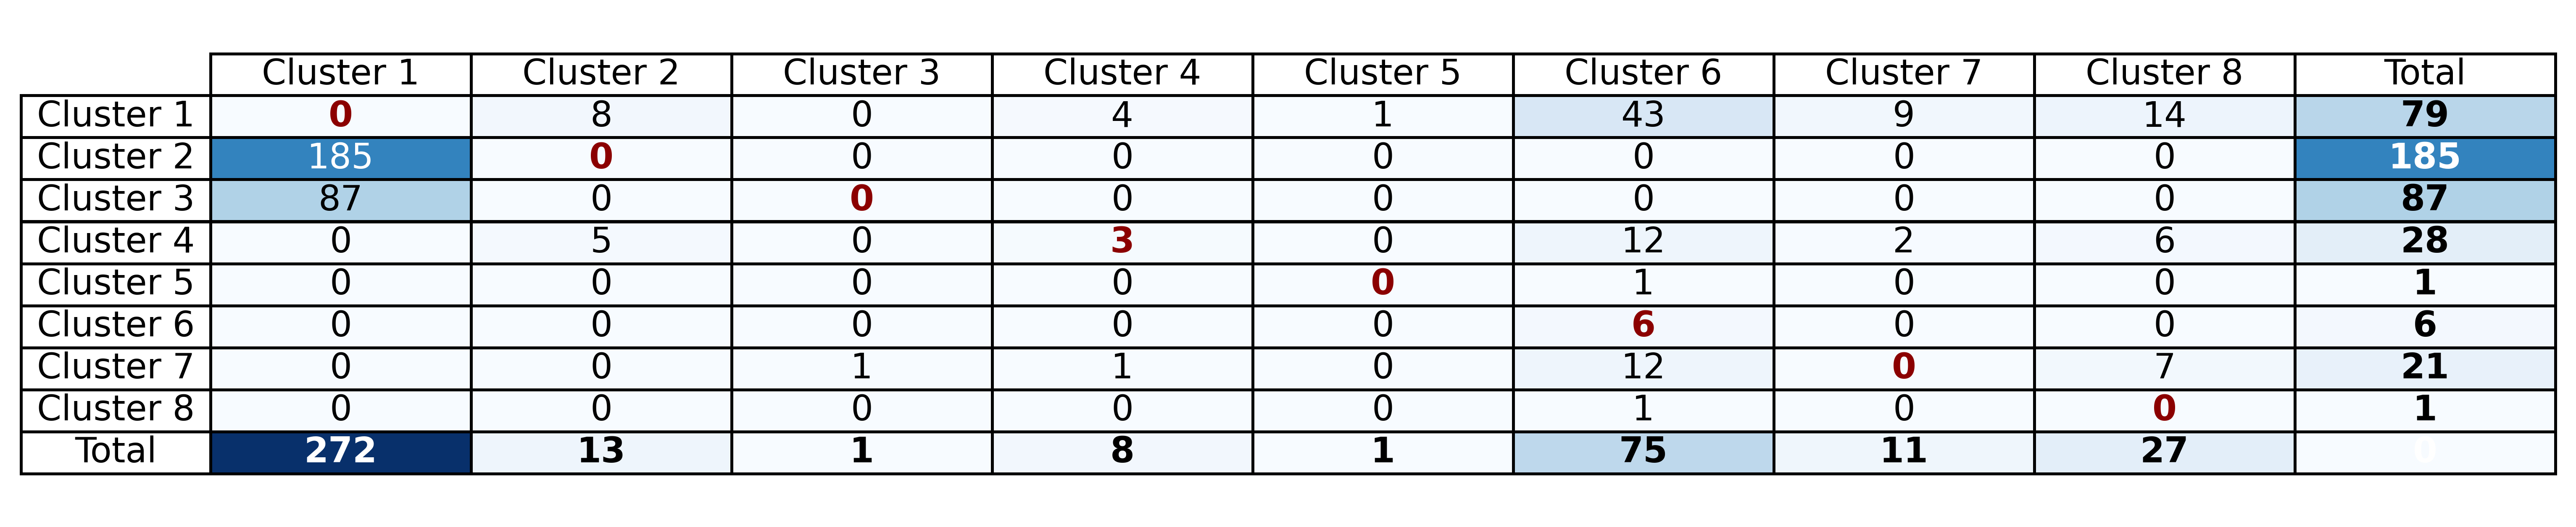 Cluster 1 Cluster 2 Cluster 3 Cluster 4 Cluster 5 Cluster 6 Cluster 7 Cluster 8 Total
Cluster 1 0 8 0 4 1 43 9 14 79
Cluster 2 185 0 0 0 0 0 0 0 185
Cluster 3 87 0 0 0 0 0 0 0 87
Cluster 4 0 5 0 3 0 12 2 6 28
Cluster 5 0 0 0 0 0 1 0 0 1
Cluster 6 0 0 0 0 0 6 0 0 6
Cluster 7 0 0 1 1 0 12 0 7 21
Cluster 8 0 0 0 0 0 1 0 0 1
Total 272 13 1 8 1 75 11 27 0